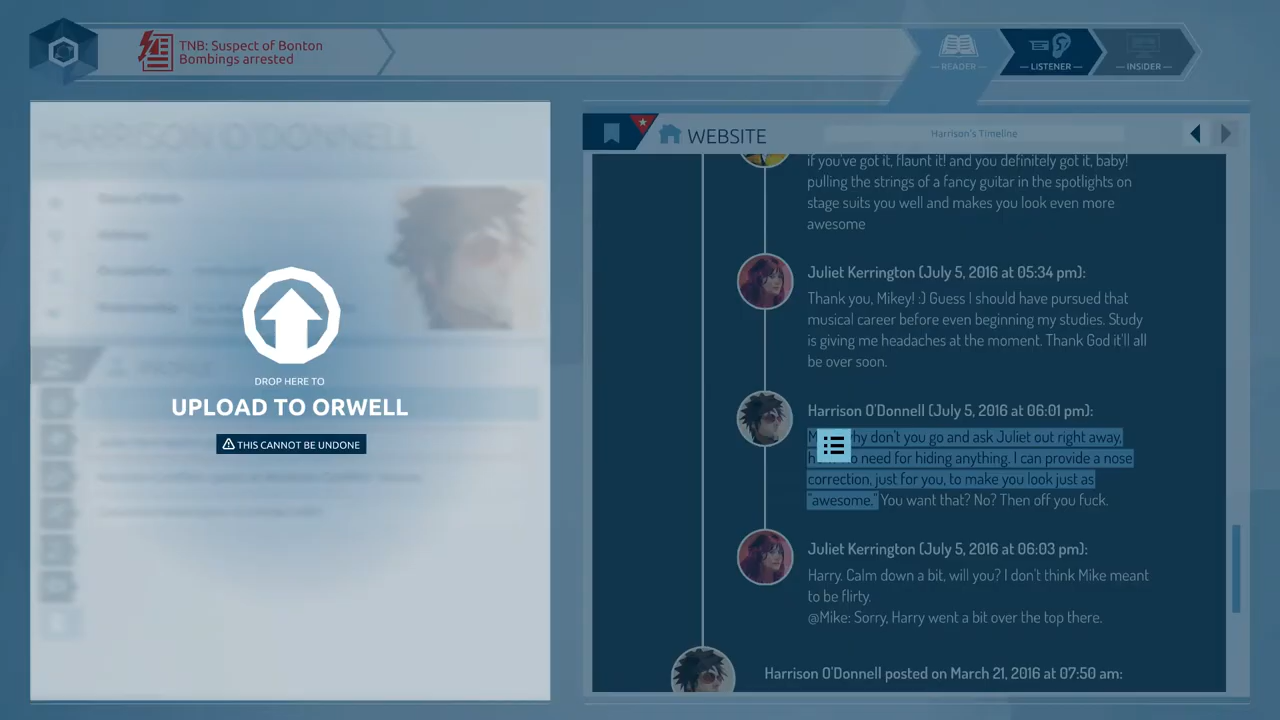 TNB: Suspect of Bonton
Bombings arrested
— READER —
— LISTENER —
— INSIDER —
HARRISON O'DONNELL
WEBSITE
Harrison's Timeline
if you've got it, flaunt it! and you definitely got it, baby!
pulling the strings of a fancy guitar in the spotlights on
stage suits you well and makes you look even more
awesome
Juliet Kerrington (July 5, 2016 at 05:34 pm):
Thank you, Mikey! :) Guess I should have pursued that
musical career before even beginning my studies. Study
is giving me headaches at the moment. Thank God it'll all
be over soon.
DROP HERE TO
UPLOAD TO ORWELL
THIS CANNOT BE UNDONE
Harrison O'Donnell (July 5, 2016 at 06:01 pm):
don't you go and ask Juliet out right away,
need for hiding anything. I can provide a nose
correction, just for you, to make you look just as
"awesome." You want that? No? Then off you fuck.
Juliet Kerrington (July 5, 2016 at 06:03 pm):
Harry. Calm down a bit, will you? I don't think Mike meant
to be flirty.
@Mike: Sorry, Harry went a bit over the top there.
Harrison O'Donnell posted on March 21, 2016 at 07:50 am: